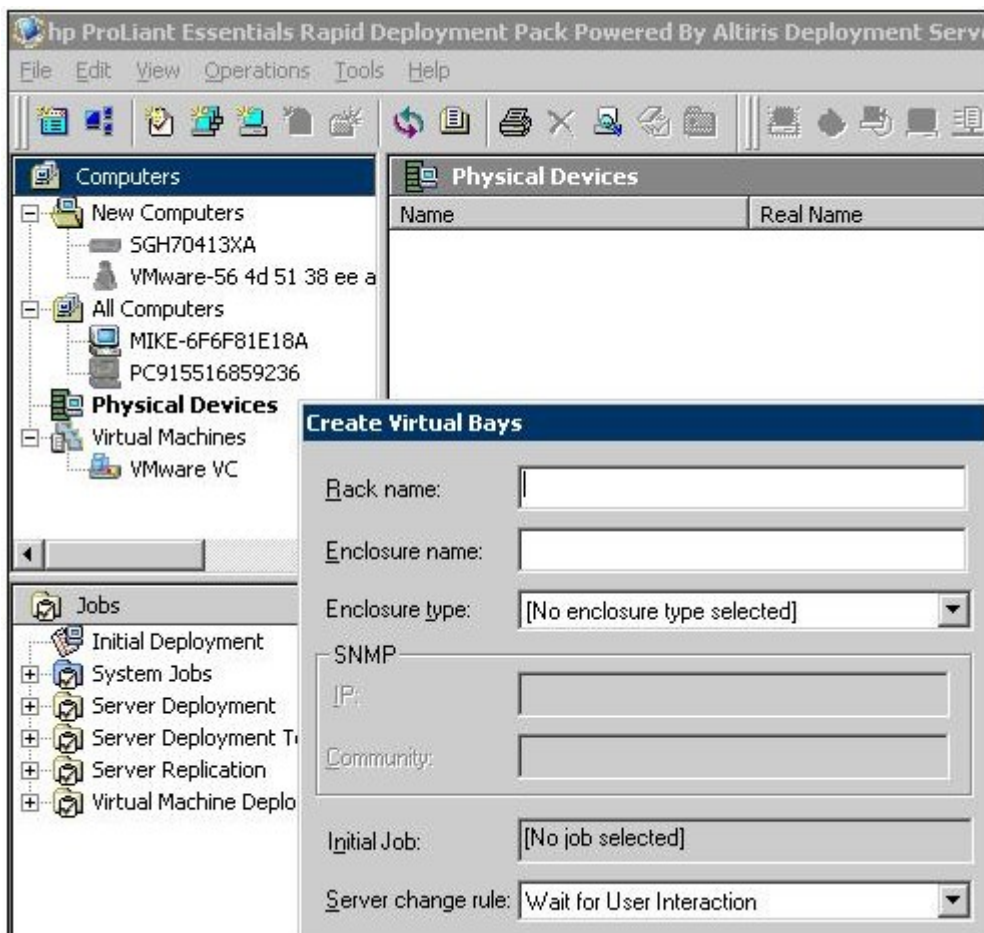 hp ProLiant Essentials Rapid Deployment Pack Powered By Altiris Deployment Serv
File Edit View Operations Tools Help
Computers
New Computers
SGH70413XA
VMware-56 4d 51 38 ee a
All Computers
MIKE-6F6F81E18A
PC915516859236
Physical Devices
Virtual Machines
VMware VC
Physical Devices
Name Real Name
Jobs
Initial Deployment
System Jobs
Server Deployment
Server Deployment T
Server Replication
Virtual Machine Deplo
Create Virtual Bays
Rack name:
Enclosure name:
Enclosure type: [No enclosure type selected]
SNMP
IP:
Community:
Initial Job: [No job selected]
Server change rule: Wait for User Interaction